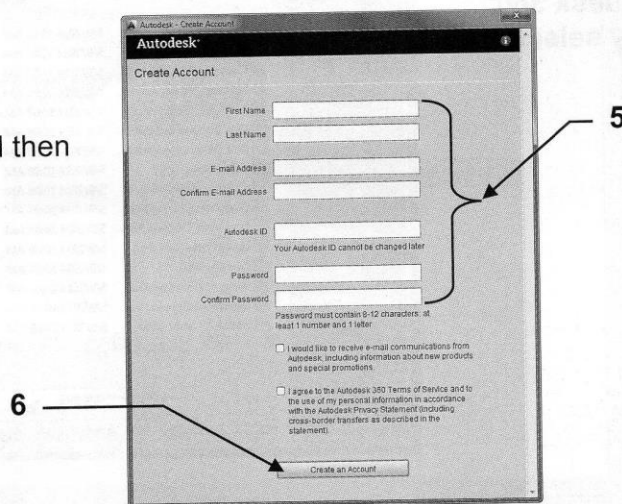 Autodesk - Create Account
Autodesk
Create Account
First Name
Last Name
5
l then
E-mail Address
Confirm E-mail Address
Autodesk ID
Your Autodesk ID cannot be changed later
Password
Confirm Password
Password must contain 8-12 characters: at
least 1 number and 1 letter
I would like to receive e-mail communications from
Autodesk, including information about new products
and special promotions.
I agree to the Autodesk 360 Terms of Service and to
the use of my personal information in accordance
with the Autodesk Privacy Statement (including
cross-border transfers as described in the
statement).
6
Create an Account